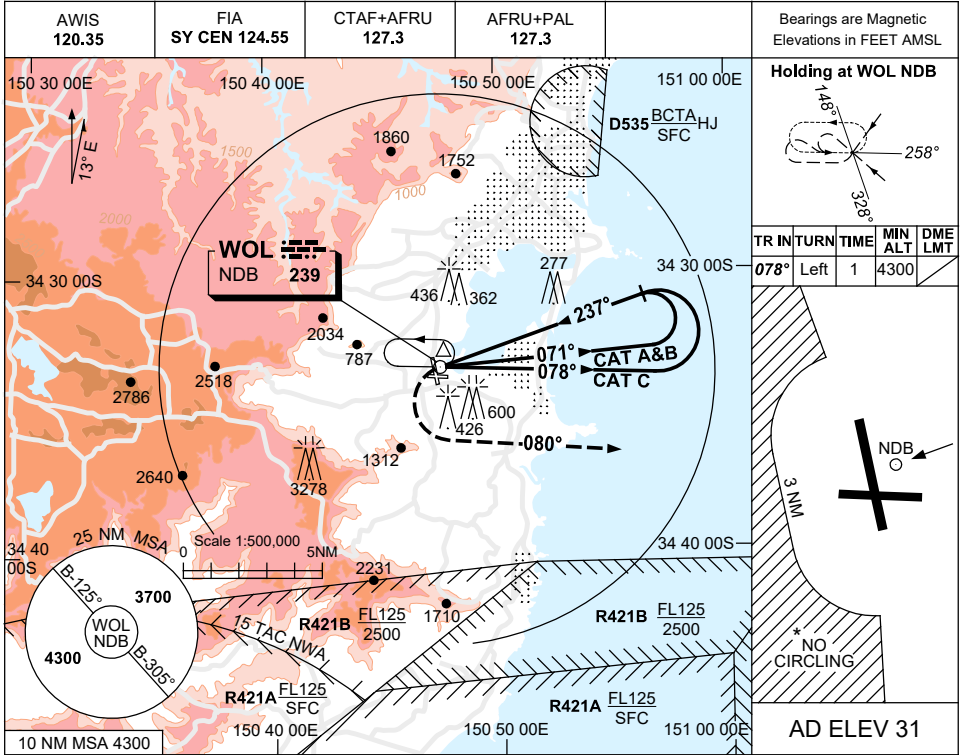 AWIS
120.35
FIA
SY CEN 124.55
CTAF+AFRU
127.3
AFRU+PAL
127.3
Bearings are Magnetic
Elevations in FEET AMSL
150 30 00E
150 40 00E
150 50 00E
151 00 00E
13° E
1860
1752
1500
1000
2000
D535 BCTA HJ
SFC
WOL
NDB 239
34 30 00S
34 30 00S
436
362
277
237°
2034
787
071°
CAT A&B
078°
CAT C
2518
2786
600
426
080°
1312
2640
3278
34 40
00S
34 40 00S
Scale 1:500,000
0
5NM
25 NM MSA
B-125°
3700
WOL
NDB
4300
B-305°
2231
R421B FL125
2500
1710
15 TAC NWA
R421B FL125
2500
R421A FL125
SFC
R421A FL125
SFC
150 40 00E
150 50 00E
151 00 00E
10 NM MSA 4300
Holding at WOL NDB
148°
258°
328°
TR IN
TURN
TIME
MIN
ALT
DME
LMT
078°
Left
1
4300
NDB
3 NM
*NO
CIRCLING
AD ELEV 31